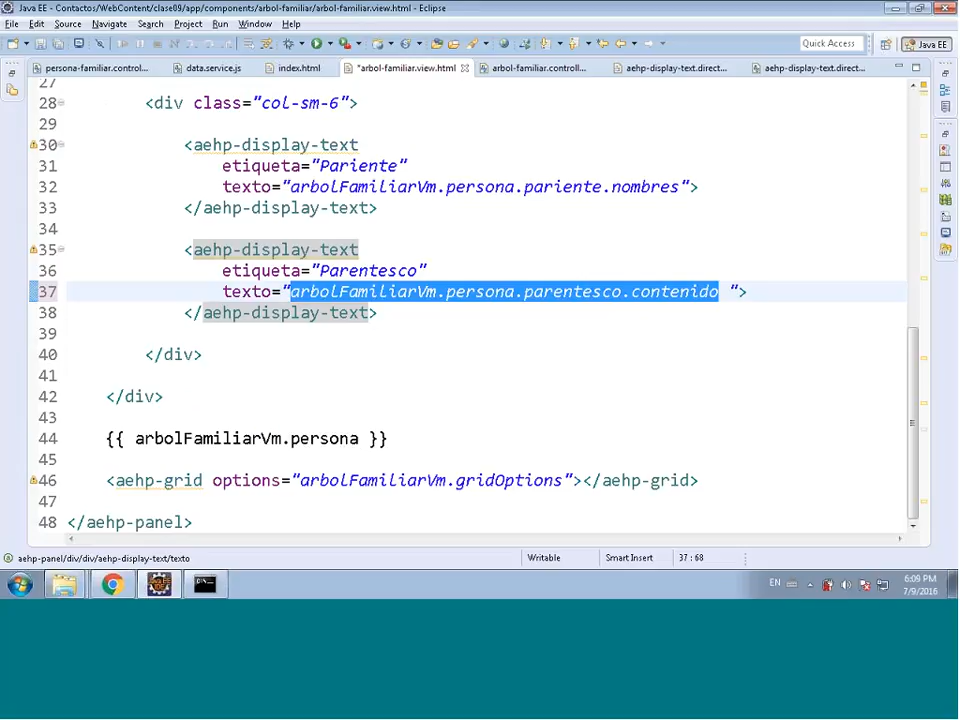 Java EE - Contactos/WebContent/clase09/app/components/arbol-familiar/arbol-familiar.view.html - Eclipse
File Edit Source Navigate Search Project Run Window Help
Quick Access Java EE
persona-familiar.control... data.service.js index.html *arbol-familiar.view.html arbol-familiar.controll... aehp-display-text.direct... aehp-display-text.direct...
27
28 <div class="col-sm-6">
29
30 <aehp-display-text
31 etiqueta="Pariente"
32 texto="arbolFamiliarVm.persona.pariente.nombres">
33 </aehp-display-text>
34
35 <aehp-display-text
36 etiqueta="Parentesco"
37 texto="arbolFamiliarVm.persona.parentesco.contenido ">
38 </aehp-display-text>
39
40 </div>
41
42 </div>
43
44 {{ arbolFamiliarVm.persona }}
45
46 <aehp-grid options="arbolFamiliarVm.gridOptions"></aehp-grid>
47
48 </aehp-panel>
aehp-panel/div/div/aehp-display-text/texto Writable Smart Insert 37 : 68
EN 6:09 PM
7/9/2016